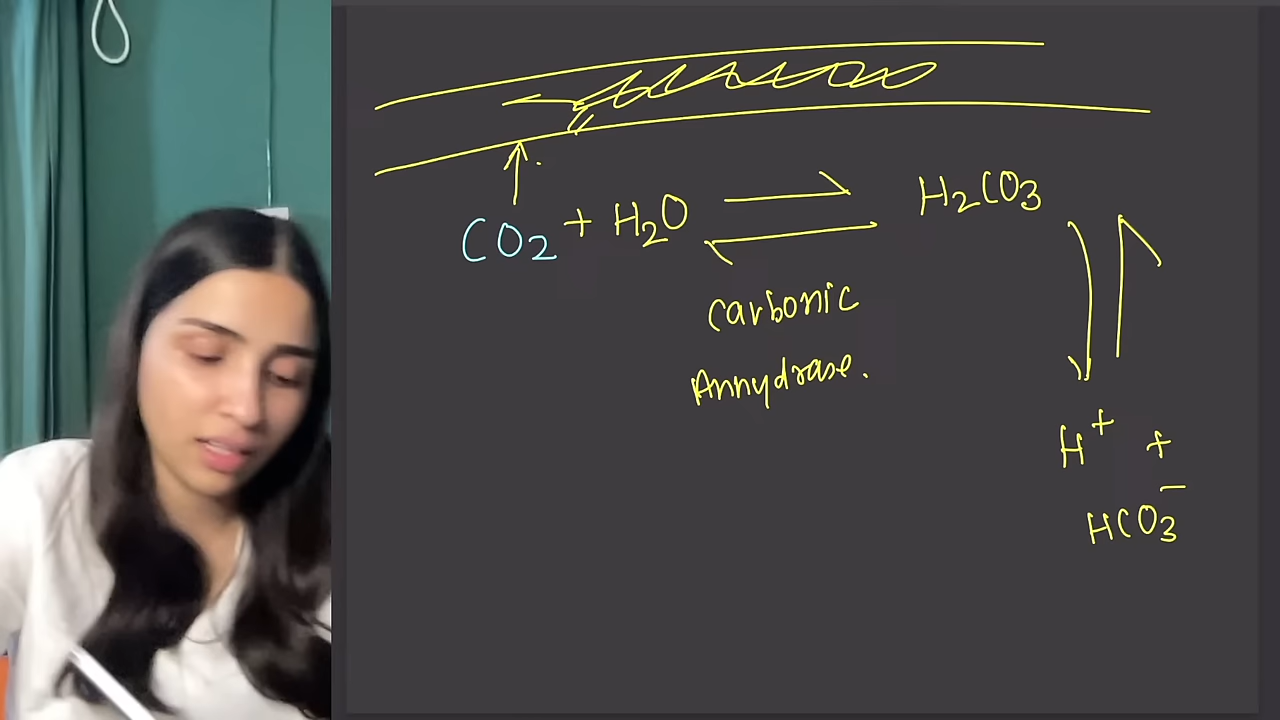 CO2 + H2O ⇌ H2CO3
carbonic
Anhydrase.
H+ +
HCO3−